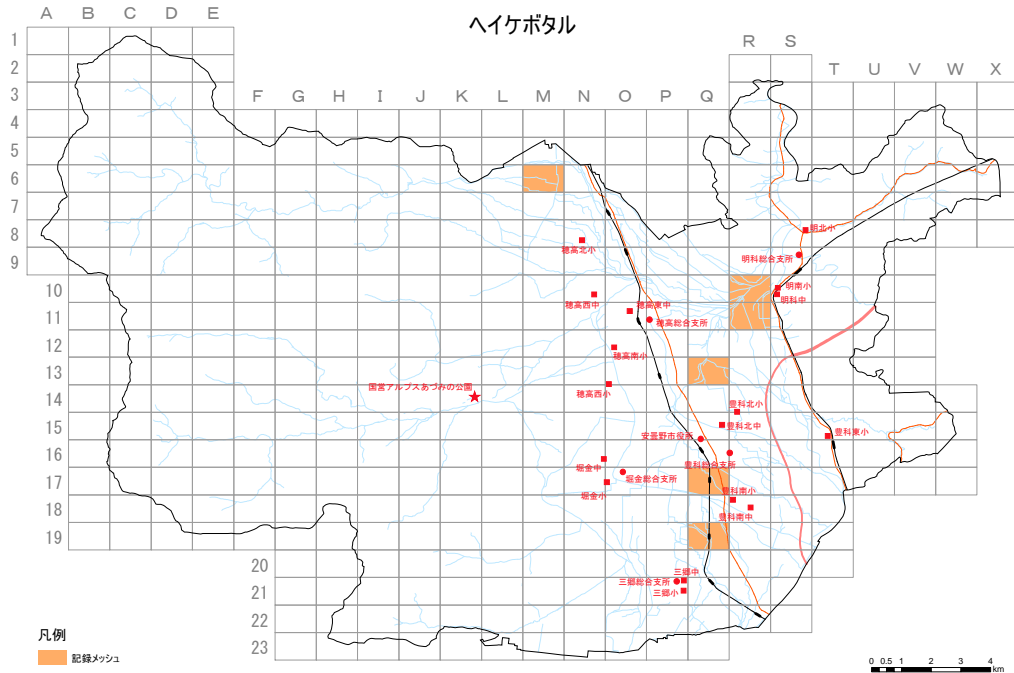 ヘイケボタル
A B C D E
R S
T U V W X
F G H I J K L M N O P Q
1
2
3
4
5
6
7
8
9
10
11
12
13
14
15
16
17
18
19
20
21
22
23
明北小
穂高北小
明科総合支所
明南小
穂高西中
穂高東中
明科中
穂高総合支所
穂高南小
国営アルプスあづみの公園
穂高西小
豊科北小
豊科北中
安曇野市役所
豊科東小
豊科総合支所
堀金中
堀金総合支所
堀金小
豊科南小
豊科南中
三郷中
三郷総合支所
三郷小
凡例
記録メッシュ
0 0.5 1 2 3 4
km